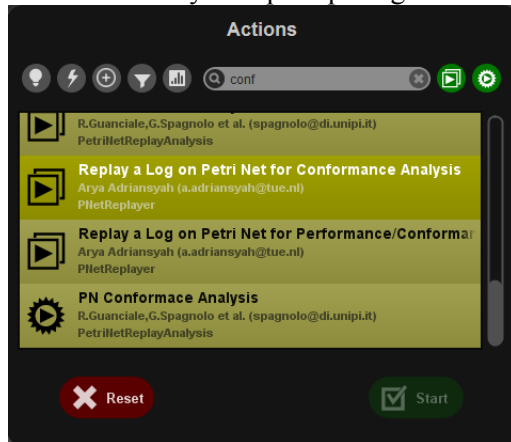 Actions
conf
R.Guanciale,G.Spagnolo et al. (spagnolo@di.unipi.it)
PetriNetReplayAnalysis
Replay a Log on Petri Net for Conformance Analysis
Arya Adriansyah (a.adriansyah@tue.nl)
PNetReplayer
Replay a Log on Petri Net for Performance/Conformar
Arya Adriansyah (a.adriansyah@tue.nl)
PNetReplayer
PN Conformace Analysis
R.Guanciale,G.Spagnolo et al. (spagnolo@di.unipi.it)
PetriNetReplayAnalysis
Reset
Start